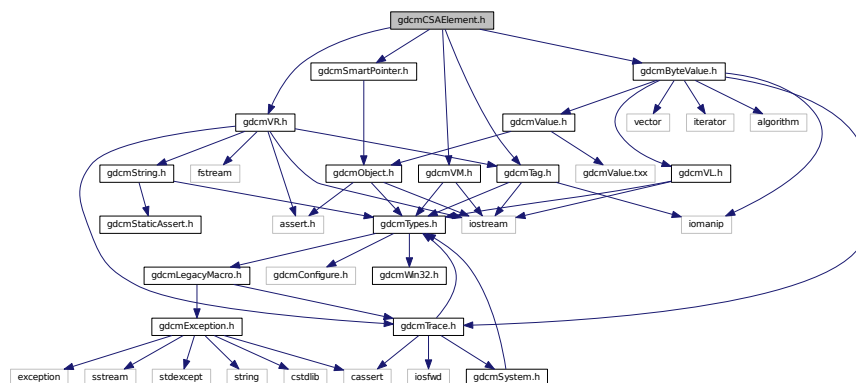 gdcmCSAElement.h
gdcmSmartPointer.h
gdcmByteValue.h
gdcmVR.h
gdcmValue.h
vector
iterator
algorithm
gdcmString.h
fstream
gdcmObject.h
gdcmVM.h
gdcmTag.h
gdcmValue.txx
gdcmVL.h
gdcmStaticAssert.h
assert.h
gdcmTypes.h
iostream
iomanip
gdcmLegacyMacro.h
gdcmConfigure.h
gdcmWin32.h
gdcmException.h
gdcmTrace.h
exception
sstream
stdexcept
string
cstdlib
cassert
iosfwd
gdcmSystem.h